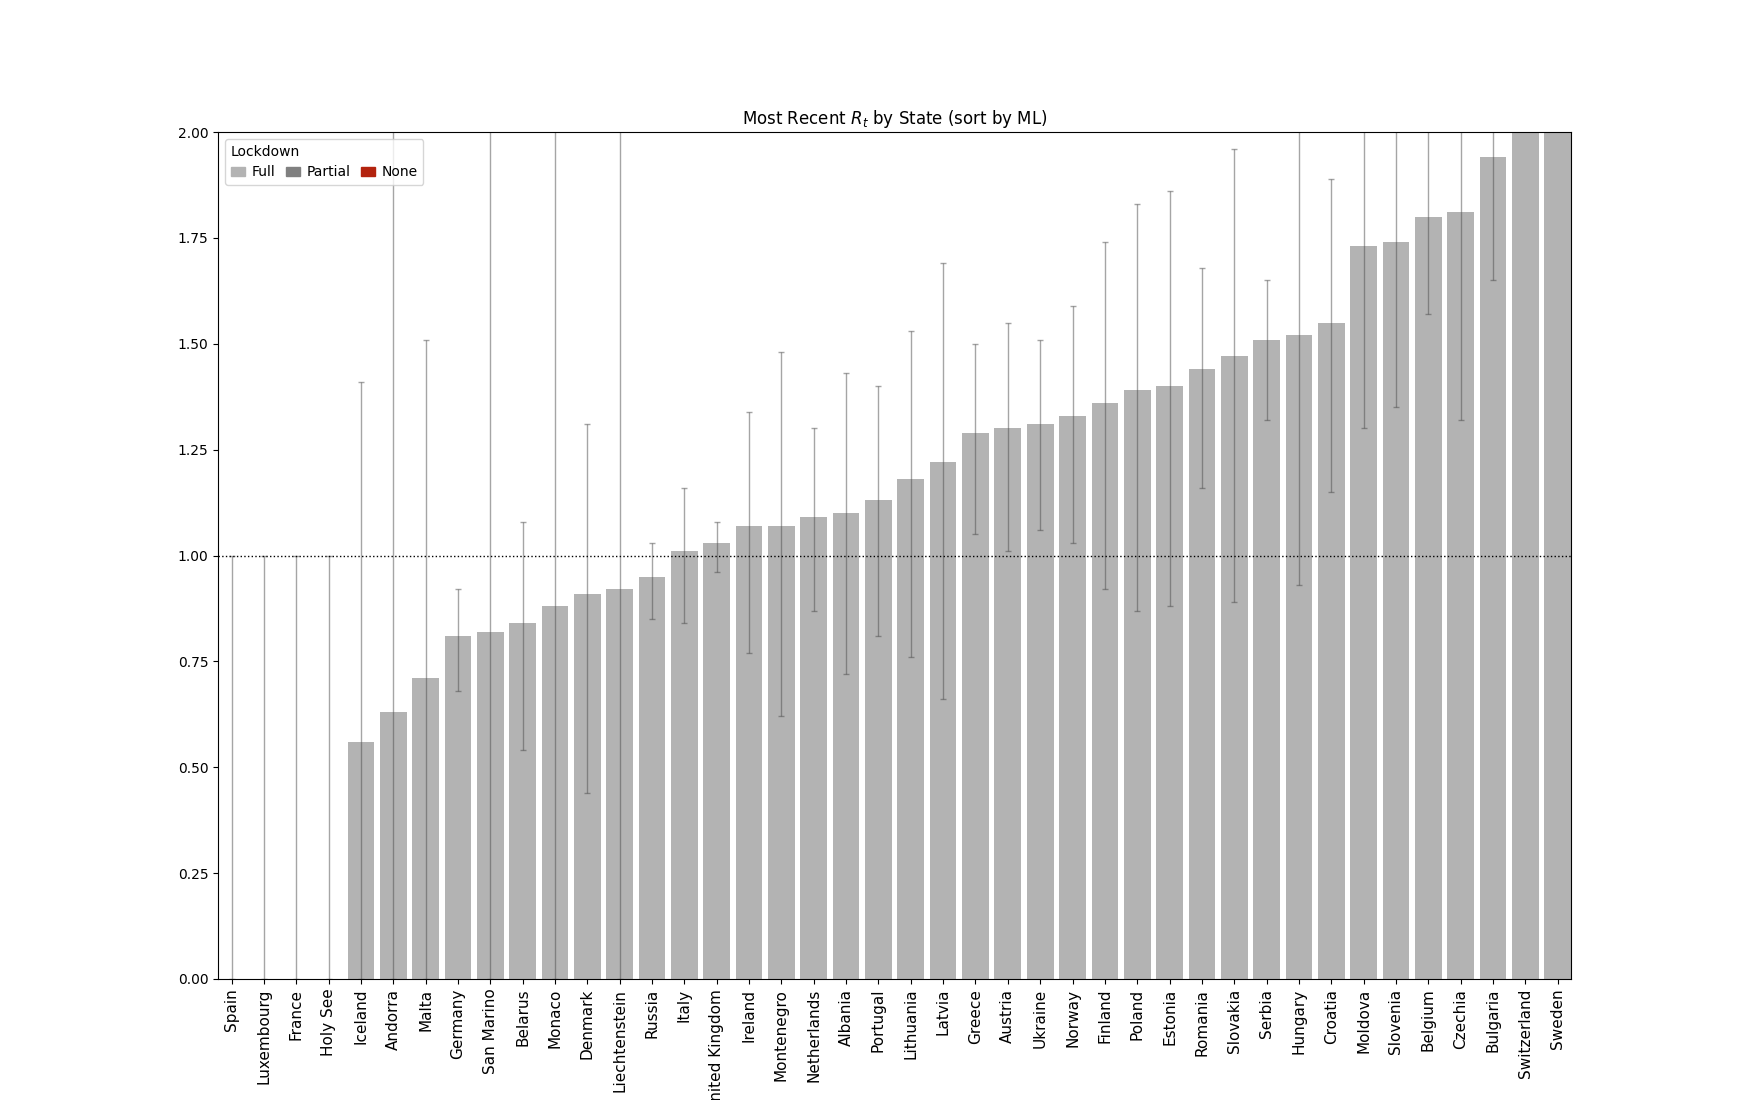 Most Recent Rt by State (sort by ML)
Lockdown
Full Partial None
2.00
1.75
1.50
1.25
1.00
0.75
0.50
0.25
0.00
Spain
Luxembourg
France
Holy See
Iceland
Andorra
Malta
Germany
San Marino
Belarus
Monaco
Denmark
Liechtenstein
Russia
Italy
nited Kingdom
Ireland
Montenegro
Netherlands
Albania
Portugal
Lithuania
Latvia
Greece
Austria
Ukraine
Norway
Finland
Poland
Estonia
Romania
Slovakia
Serbia
Hungary
Croatia
Moldova
Slovenia
Belgium
Czechia
Bulgaria
Switzerland
Sweden